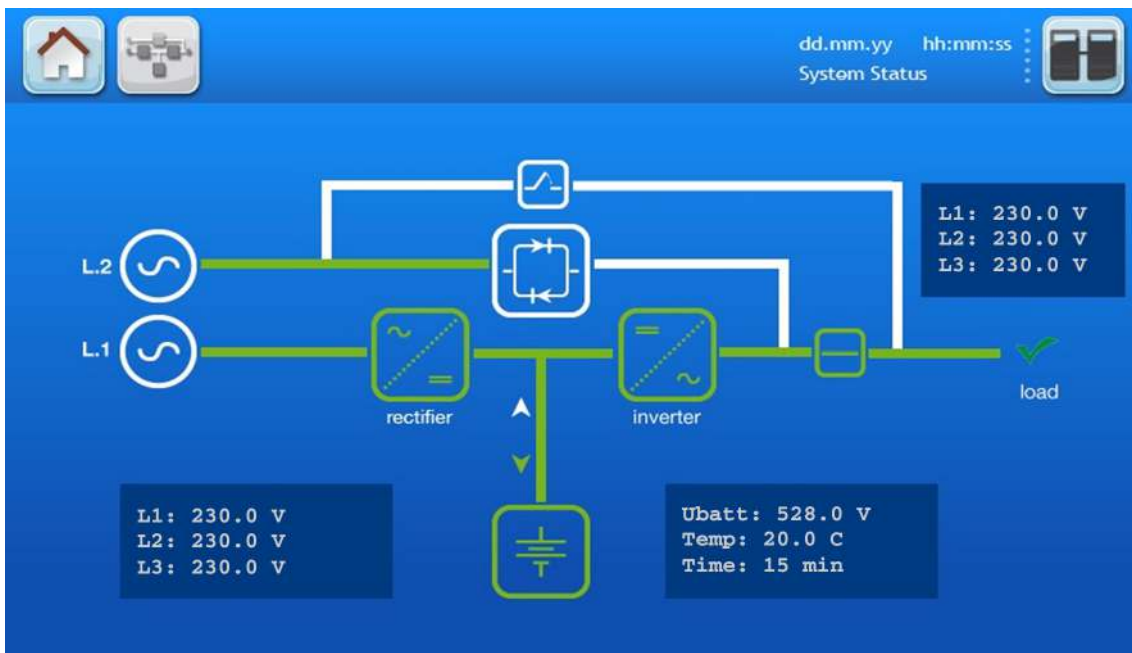 dd.mm.yy hh:mm:ss
System Status
L1: 230.0 V
L2: 230.0 V
L3: 230.0 V
L.2
L.1
load
rectifier
inverter
L1: 230.0 V
L2: 230.0 V
L3: 230.0 V
Ubatt: 528.0 V
Temp: 20.0 C
Time: 15 min